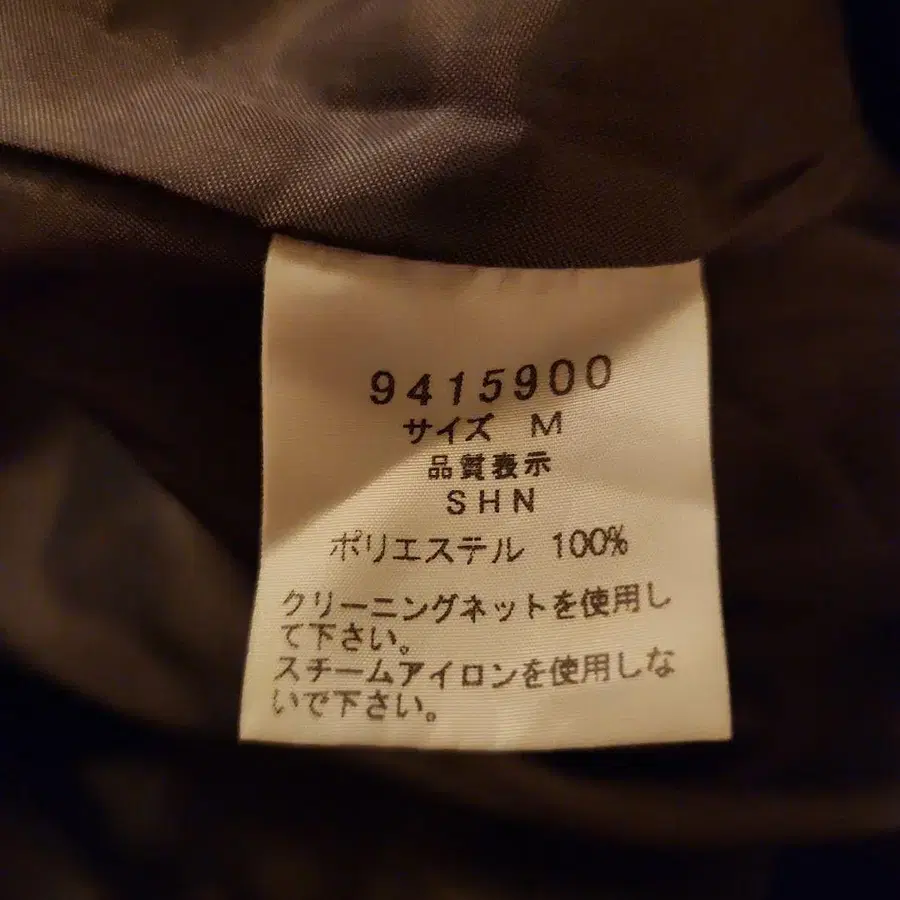 9415900
サイズ M
品質表示
SHN
ポリエステル 100%
クリーニングネットを使用し
て下さい。
スチームアイロンを使用しな
いで下さい。